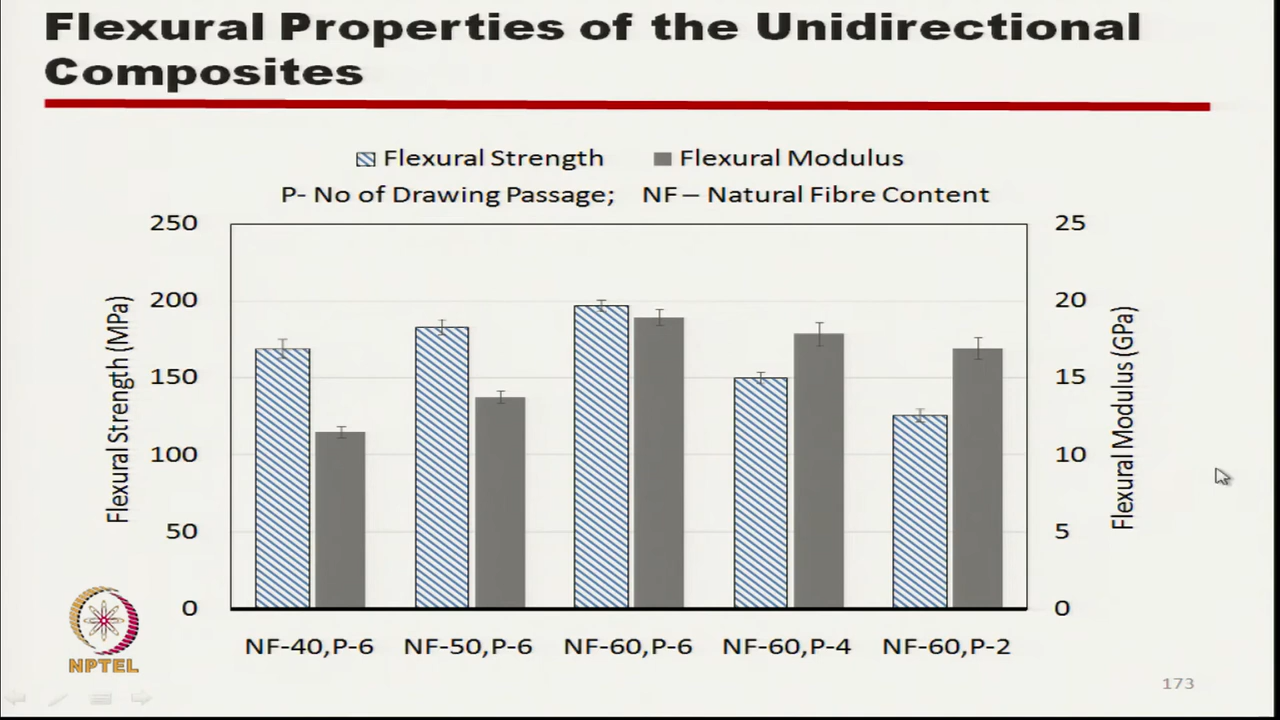 Flexural Properties of the Unidirectional
Composites
Flexural Strength Flexural Modulus
P- No of Drawing Passage; NF – Natural Fibre Content
250 25
200 20
150 15
100 10
50 5
0 0
Flexural Strength (MPa)
Flexural Modulus (GPa)
NF-40,P-6 NF-50,P-6 NF-60,P-6 NF-60,P-4 NF-60,P-2
NPTEL
173